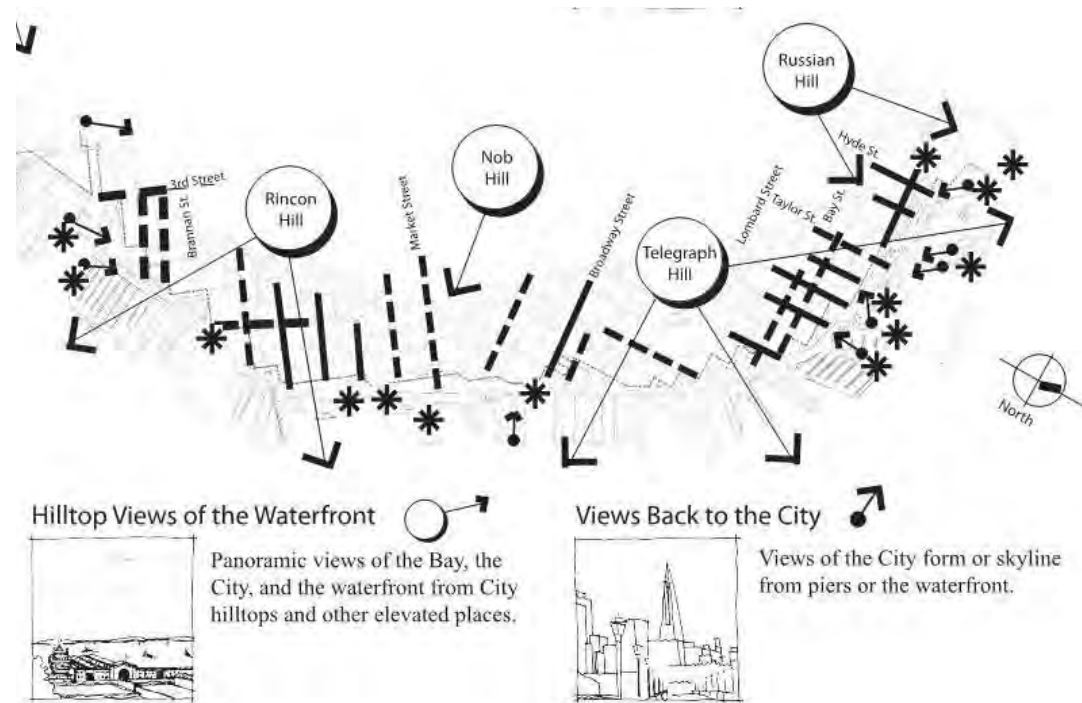 Russian
Hill
Hyde St.
Nob
Hill
3rd Street
Brannan St.
Rincon
Hill
Market Street
Broadway Street
Lombard Street
Taylor St.
Bay St.
Telegraph
Hill
North
Hilltop Views of the Waterfront
Panoramic views of the Bay, the
City, and the waterfront from City
hilltops and other elevated places.
Views Back to the City
Views of the City form or skyline
from piers or the waterfront.